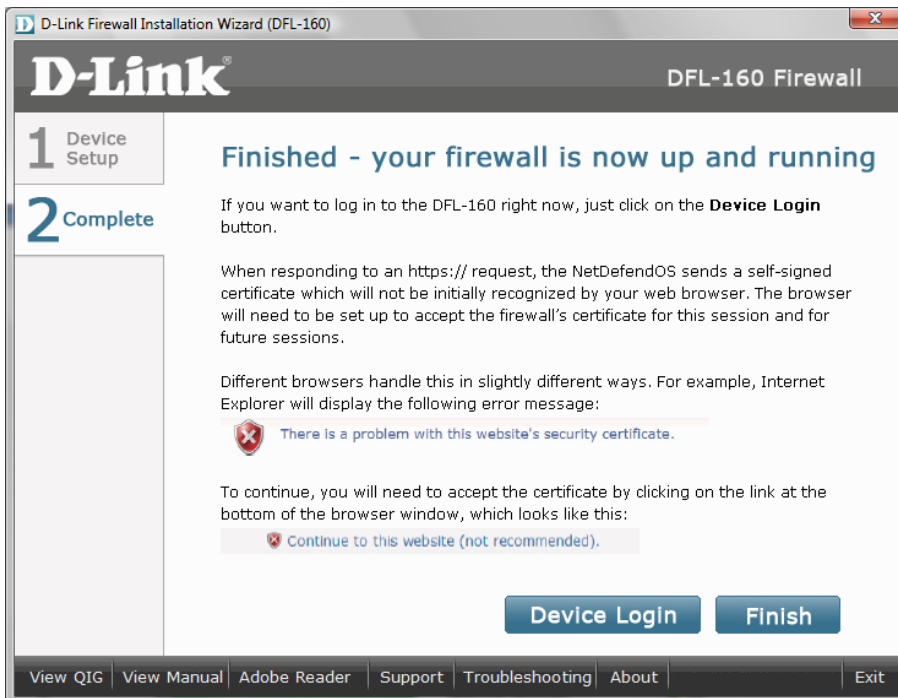 D-Link Firewall Installation Wizard (DFL-160)
D-Link®
DFL-160 Firewall
1 Device Setup
2 Complete
Finished - your firewall is now up and running
If you want to log in to the DFL-160 right now, just click on the Device Login
button.
When responding to an https:// request, the NetDefendOS sends a self-signed
certificate which will not be initially recognized by your web browser. The browser
will need to be set up to accept the firewall's certificate for this session and for
future sessions.
Different browsers handle this in slightly different ways. For example, Internet
Explorer will display the following error message:
There is a problem with this website's security certificate.
To continue, you will need to accept the certificate by clicking on the link at the
bottom of the browser window, which looks like this:
Continue to this website (not recommended).
Device Login
Finish
View QIG
View Manual
Adobe Reader
Support
Troubleshooting
About
Exit